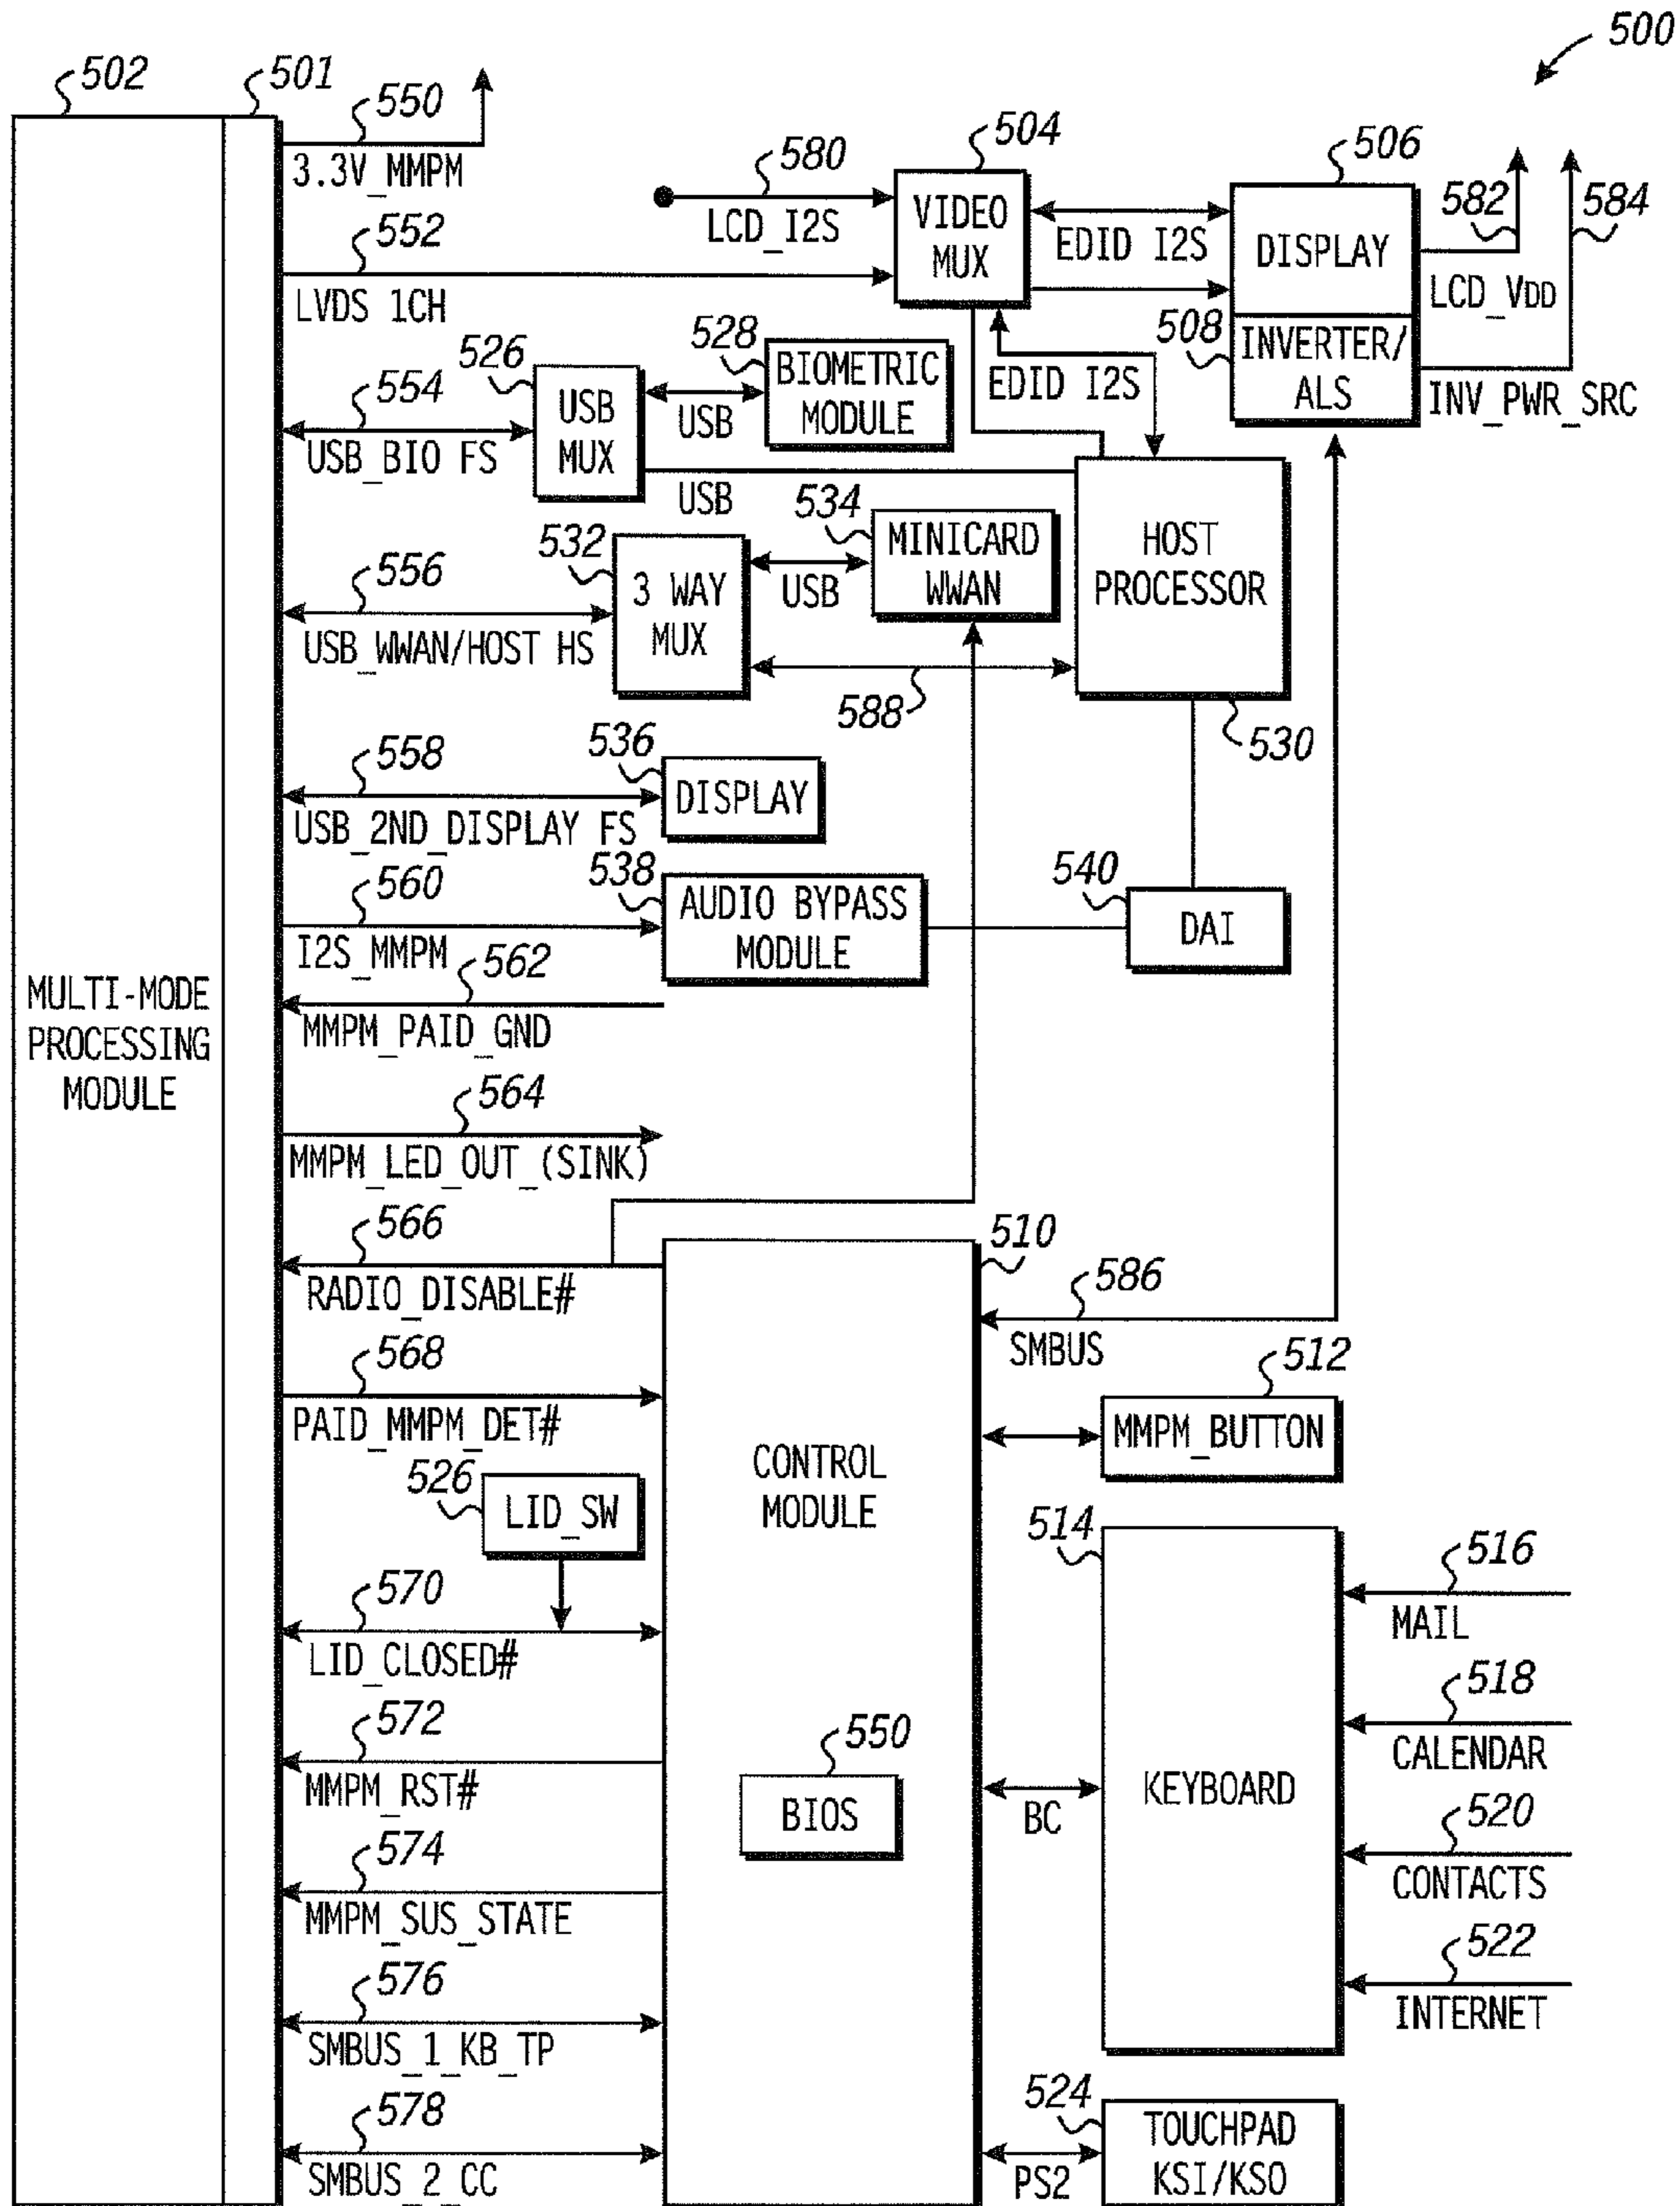 500
502
501
550
3.3V_MMPM
580
LCD_I2S
504
VIDEO
MUX
EDID I2S
506
DISPLAY
582
584
LCD_VDD
552
LVDS 1CH
508
INVERTER/
ALS
INV_PWR_SRC
EDID I2S
526
USB
MUX
528
BIOMETRIC
MODULE
USB
554
USB_BIO FS
USB
534
MINICARD
WWAN
HOST
PROCESSOR
530
532
3 WAY
MUX
USB
556
USB_WWAN/HOST HS
588
558
USB_2ND_DISPLAY FS
536
DISPLAY
560
I2S_MMPM
538
AUDIO BYPASS
MODULE
540
DAI
562
MMPM_PAID_GND
MULTI-MODE
PROCESSING
MODULE
564
MMPM_LED_OUT_(SINK)
566
RADIO_DISABLE#
510
586
SMBUS
568
PAID_MMPM_DET#
512
MMPM_BUTTON
CONTROL
MODULE
526
LID_SW
514
KEYBOARD
516
MAIL
570
LID_CLOSED#
518
CALENDAR
572
MMPM_RST#
550
BIOS
BC
520
CONTACTS
574
MMPM_SUS_STATE
522
INTERNET
576
SMBUS_1_KB_TP
578
SMBUS_2_CC
524
TOUCHPAD
KSI/KSO
PS2